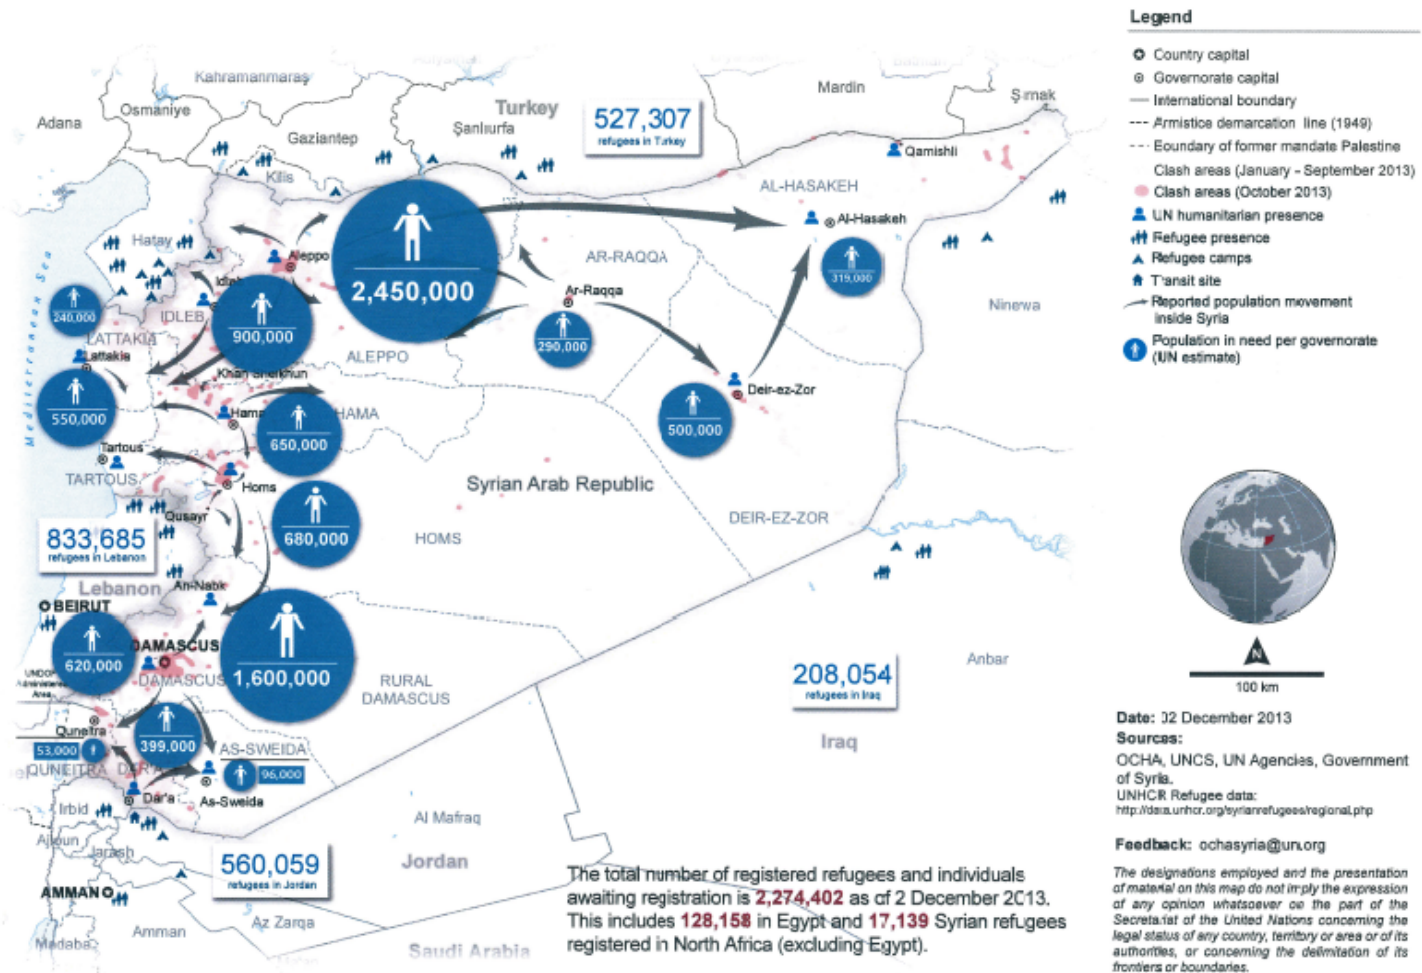 Legend
Country capital
Governorate capital
International boundary
Armistice demarcation line (1949)
Boundary of former mandate Palestine
Clash areas (January - September 2013)
Clash areas (October 2013)
UN humanitarian presence
Refugee presence
Refugee camps
Transit site
Reported population movement
inside Syria
Population in need per governorate
(UN estimate)
Kahramanmaraş
Osmaniye
Adana
Gaziantep
Turkey
Şanlıurfa
527,307
refugees in Turkey
Mardin
Şırnak
Kilis
Qamishli
AL-HASAKEH
Al-Hasakeh
319,000
Hatay
Aleppo
2,450,000
AR-RAQQA
Ar-Raqqa
290,000
Ninewa
Mediterranean Sea
240,000
IDLEB
900,000
LATTAKIA
Lattakia
ALEPPO
Khan Sheikhun
550,000
Hama
HAMA
650,000
Deir-ez-Zor
500,000
Tartous
TARTOUS
Homs
Syrian Arab Republic
Qusayr
680,000
HOMS
DEIR-EZ-ZOR
833,685
refugees in Lebanon
Lebanon
An-Nabk
BEIRUT
620,000
DAMASCUS
DAMASCUS
1,600,000
RURAL
DAMASCUS
UNDOF
Administered
Area
208,054
refugees in Iraq
Anbar
Iraq
Quneitra
53,000
399,000
AS-SWEIDA
96,000
QUNEITRA
DAR'A
Dar'a
As-Sweida
Irbid
Ajloun
Jarash
Al Mafraq
560,059
refugees in Jordan
Jordan
AMMAN
Amman
Az Zarqa
Madaba
Saudi Arabia
The total number of registered refugees and individuals
awaiting registration is 2,274,402 as of 2 December 2013.
This includes 128,158 in Egypt and 17,139 Syrian refugees
registered in North Africa (excluding Egypt).
N
100 km
Date: 02 December 2013
Sources:
OCHA, UNCS, UN Agencies, Government
of Syria.
UNHCR Refugee data:
http://data.unhcr.org/syrianrefugees/regional.php
Feedback: ochasyria@un.org
The designations employed and the presentation
of material on this map do not imply the expression
of any opinion whatsoever on the part of the
Secretariat of the United Nations concerning the
legal status of any country, territory or area or of its
authorities, or concerning the delimitation of its
frontiers or boundaries.